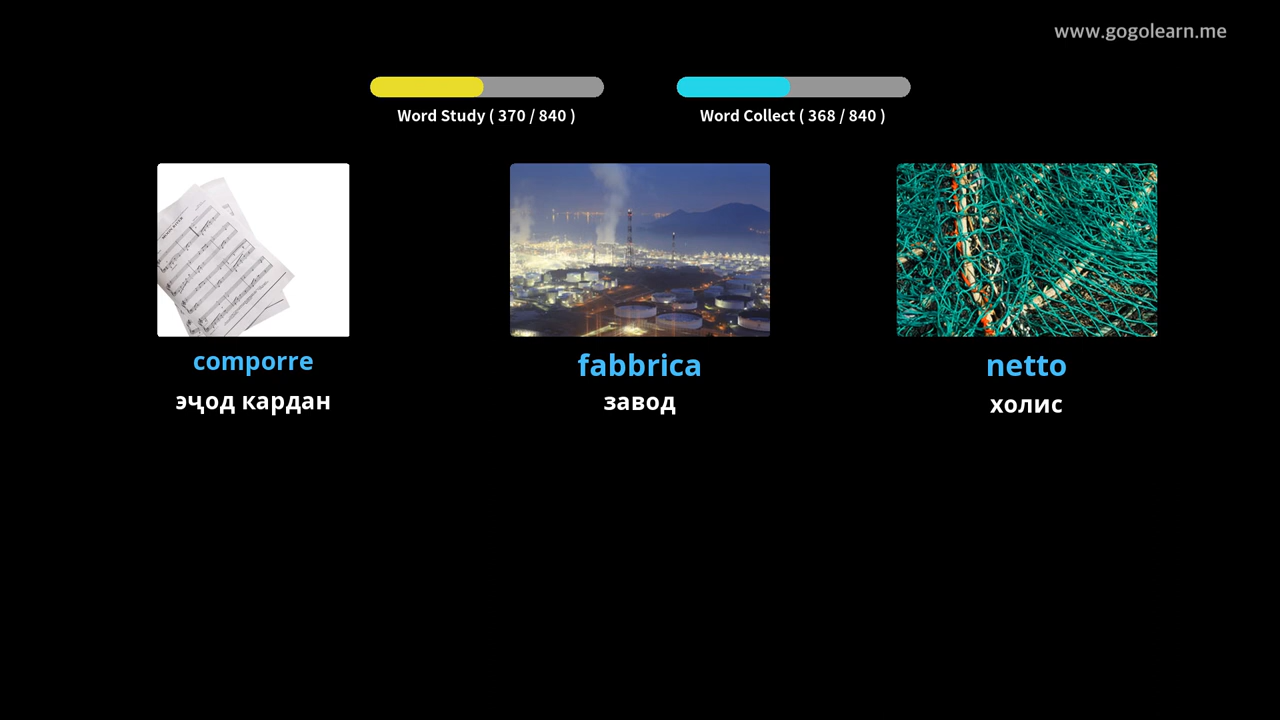 www.gogolearn.me
Word Study ( 370 / 840 )
Word Collect ( 368 / 840 )
comporre
эҷод кардан
fabbrica
завод
netto
холис